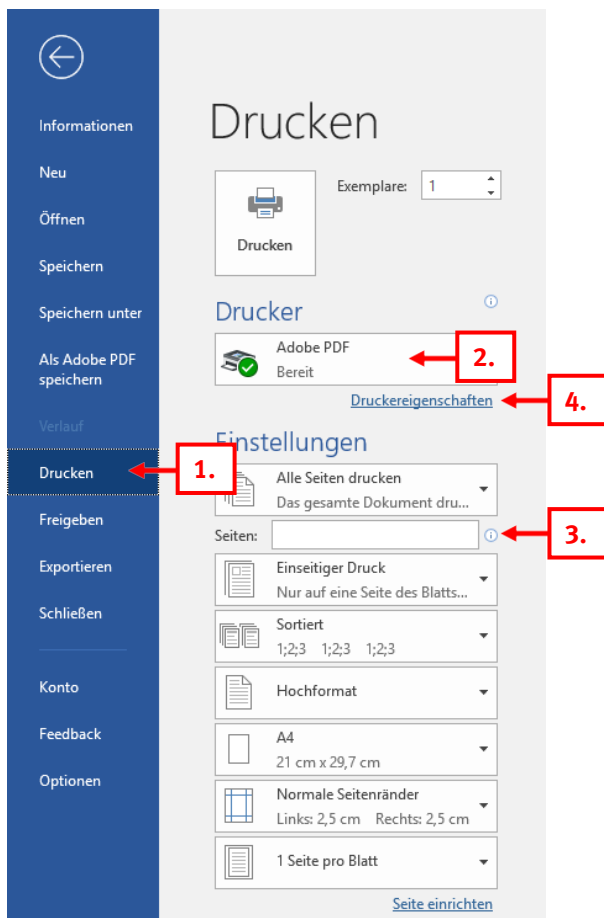 Informationen
Neu
Öffnen
Speichern
Speichern unter
Als Adobe PDF
speichern
Verlauf
Drucken
Freigeben
Exportieren
Schließen
Konto
Feedback
Optionen
Drucken
Drucken
Exemplare: 1
Drucker
Adobe PDF
Bereit
2.
Druckereigenschaften
4.
Einstellungen
1.
Alle Seiten drucken
Das gesamte Dokument dru...
Seiten:
3.
Einseitiger Druck
Nur auf eine Seite des Blatts...
Sortiert
1;2;3 1;2;3 1;2;3
Hochformat
A4
21 cm x 29,7 cm
Normale Seitenränder
Links: 2,5 cm Rechts: 2,5 cm
1 Seite pro Blatt
Seite einrichten